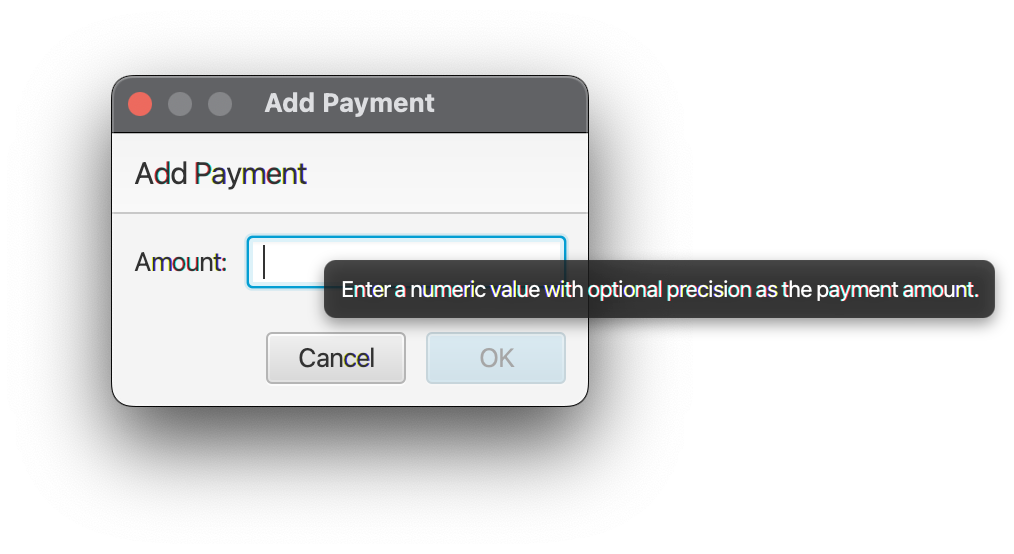 Add Payment
Add Payment
Amount:
Enter a numeric value with optional precision as the payment amount.
Cancel
OK